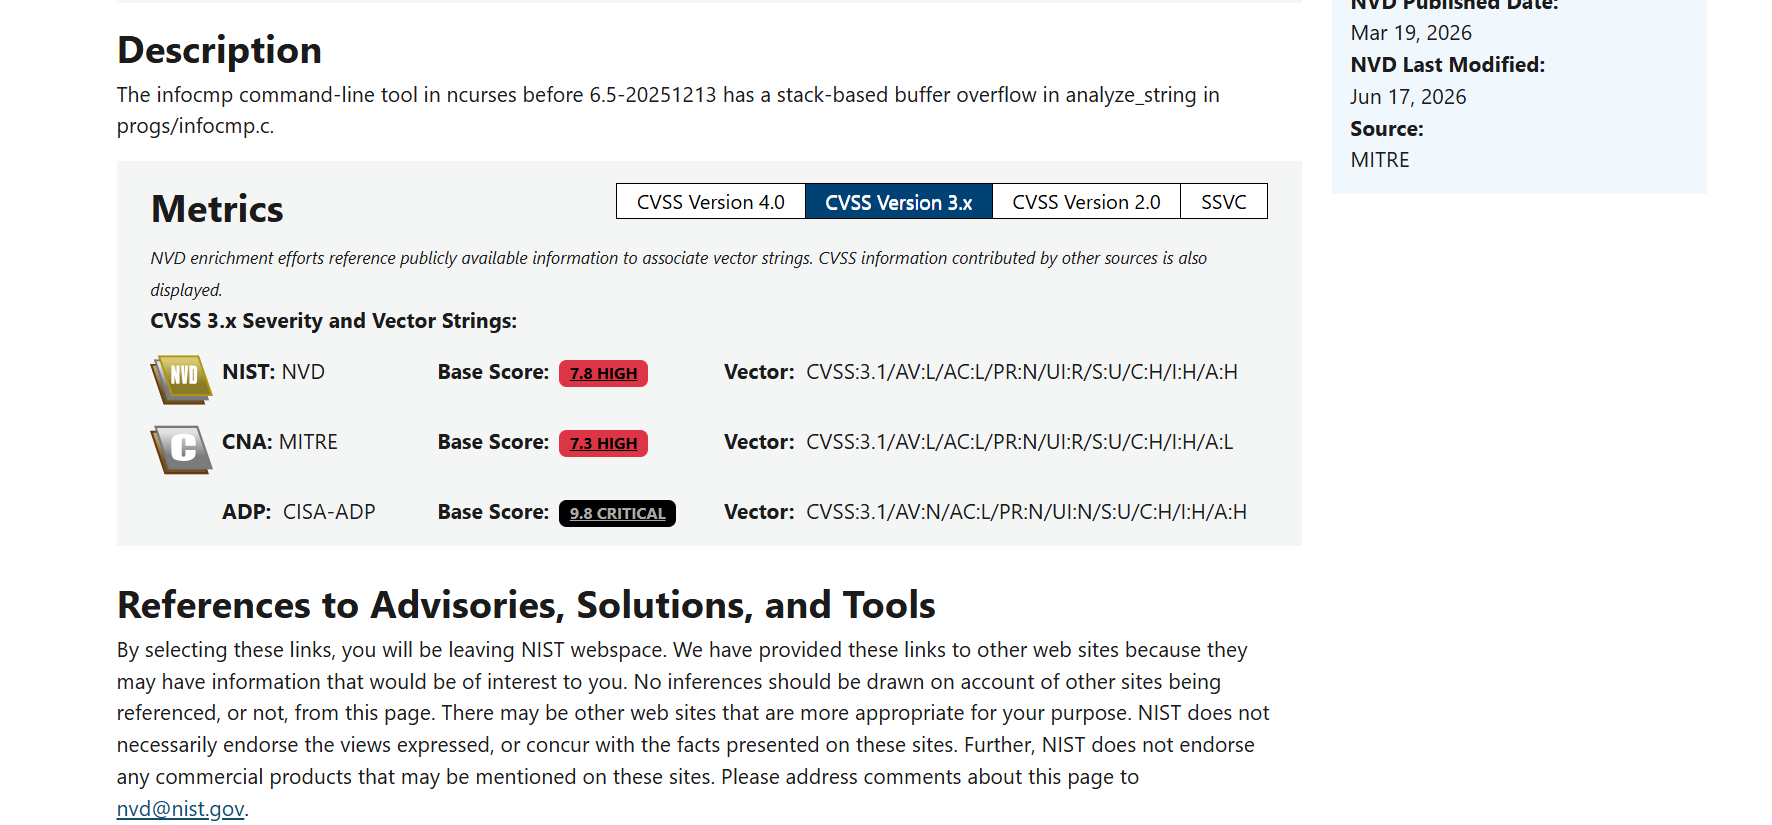 Description
The infocmp command-line tool in ncurses before 6.5-20251213 has a stack-based buffer overflow in analyze_string in
progs/infocmp.c.
Metrics
CVSS Version 4.0
CVSS Version 3.x
CVSS Version 2.0
SSVC
NVD enrichment efforts reference publicly available information to associate vector strings. CVSS information contributed by other sources is also
displayed.
CVSS 3.x Severity and Vector Strings:
NVD NIST: NVD Base Score: 7.8 HIGH Vector: CVSS:3.1/AV:L/AC:L/PR:N/UI:R/S:U/C:H/I:H/A:H
C CNA: MITRE Base Score: 7.3 HIGH Vector: CVSS:3.1/AV:L/AC:L/PR:N/UI:R/S:U/C:H/I:H/A:L
ADP: CISA-ADP Base Score: 9.8 CRITICAL Vector: CVSS:3.1/AV:N/AC:L/PR:N/UI:N/S:U/C:H/I:H/A:H
References to Advisories, Solutions, and Tools
By selecting these links, you will be leaving NIST webspace. We have provided these links to other web sites because they
may have information that would be of interest to you. No inferences should be drawn on account of other sites being
referenced, or not, from this page. There may be other web sites that are more appropriate for your purpose. NIST does not
necessarily endorse the views expressed, or concur with the facts presented on these sites. Further, NIST does not endorse
any commercial products that may be mentioned on these sites. Please address comments about this page to
nvd@nist.gov.
NVD Published Date:
Mar 19, 2026
NVD Last Modified:
Jun 17, 2026
Source:
MITRE